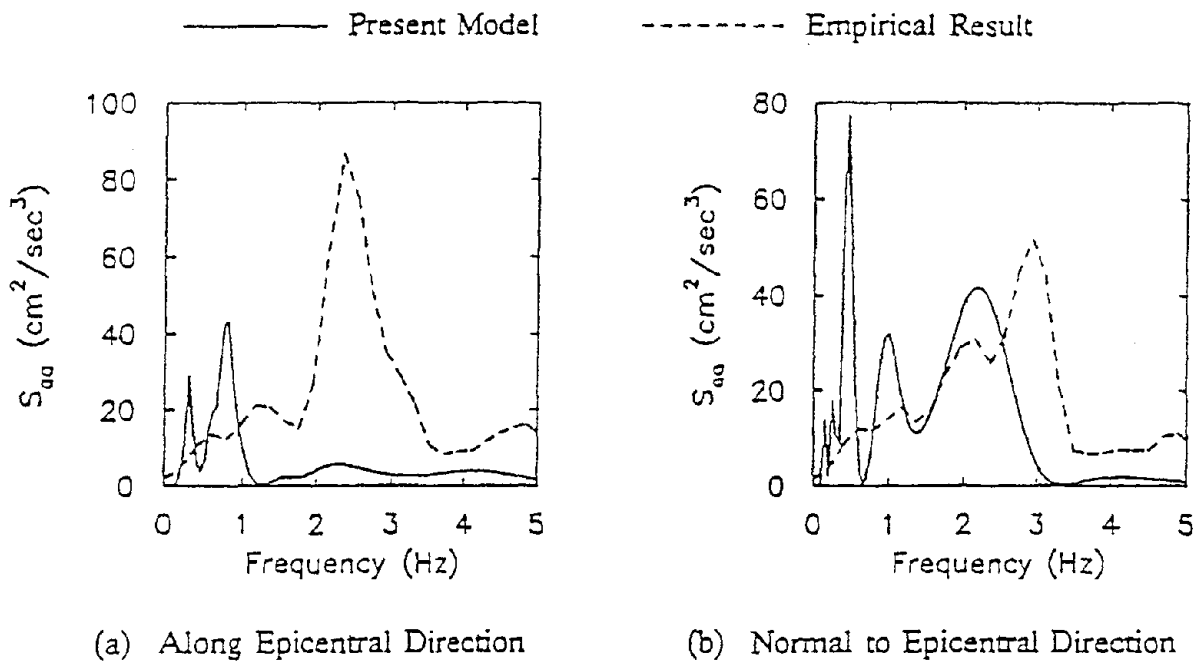 Present Model
Empirical Result
100
80
60
40
20
0
S_aa (cm²/sec³)
0 1 2 3 4 5
Frequency (Hz)
80
60
40
20
0
S_aa (cm²/sec³)
0 1 2 3 4 5
Frequency (Hz)
(a) Along Epicentral Direction
(b) Normal to Epicentral Direction